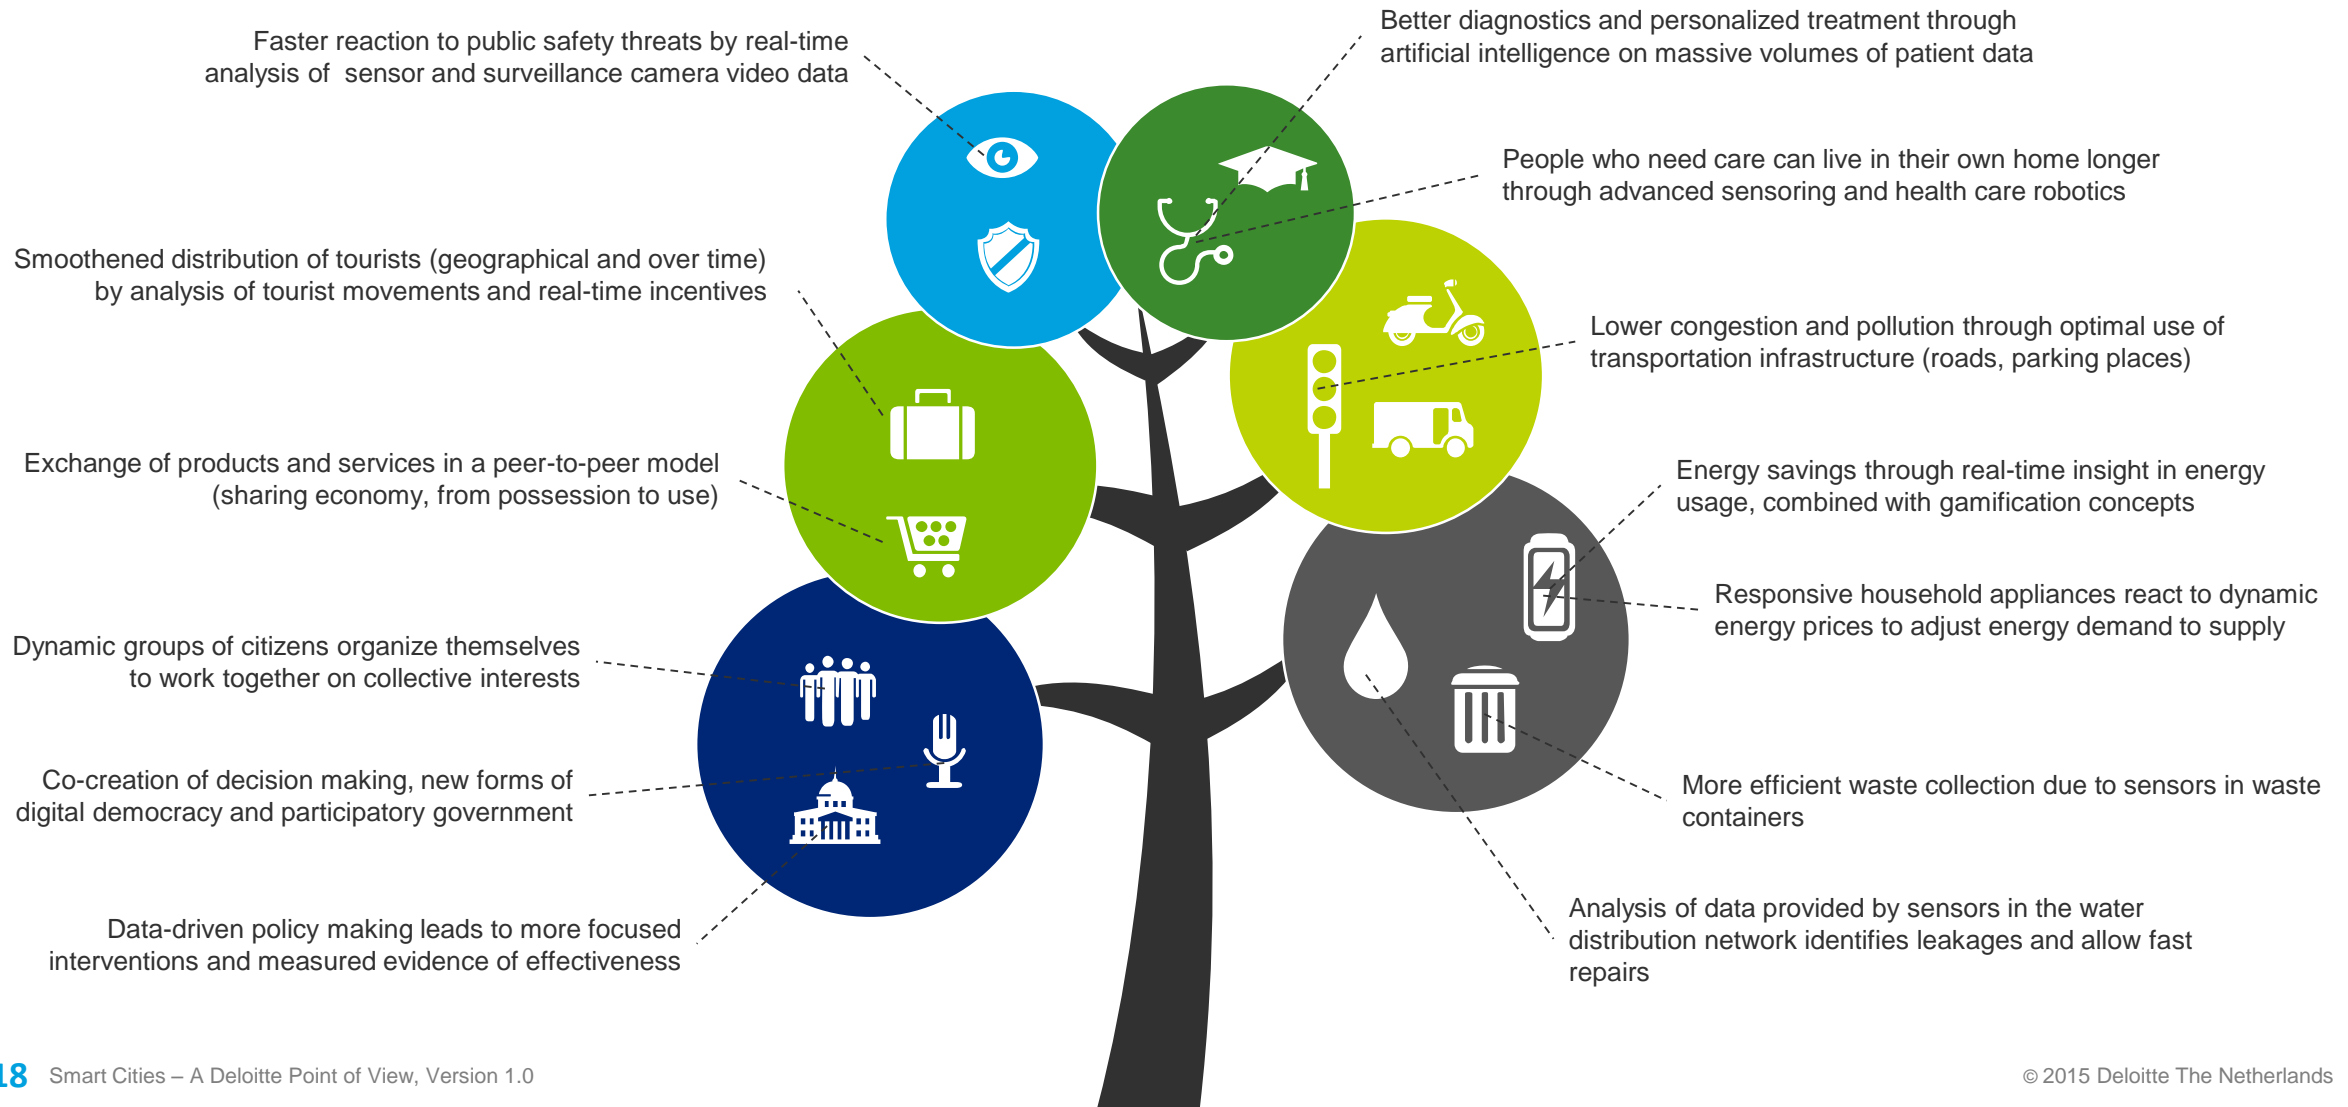 Faster reaction to public safety threats by real-time
analysis of sensor and surveillance camera video data
Better diagnostics and personalized treatment through
artificial intelligence on massive volumes of patient data
People who need care can live in their own home longer
through advanced sensoring and health care robotics
Smoothened distribution of tourists (geographical and over time)
by analysis of tourist movements and real-time incentives
Lower congestion and pollution through optimal use of
transportation infrastructure (roads, parking places)
Exchange of products and services in a peer-to-peer model
(sharing economy, from possession to use)
Energy savings through real-time insight in energy
usage, combined with gamification concepts
Responsive household appliances react to dynamic
energy prices to adjust energy demand to supply
Dynamic groups of citizens organize themselves
to work together on collective interests
Co-creation of decision making, new forms of
digital democracy and participatory government
More efficient waste collection due to sensors in waste
containers
Data-driven policy making leads to more focused
interventions and measured evidence of effectiveness
Analysis of data provided by sensors in the water
distribution network identifies leakages and allow fast
repairs
18 Smart Cities – A Deloitte Point of View, Version 1.0
© 2015 Deloitte The Netherlands